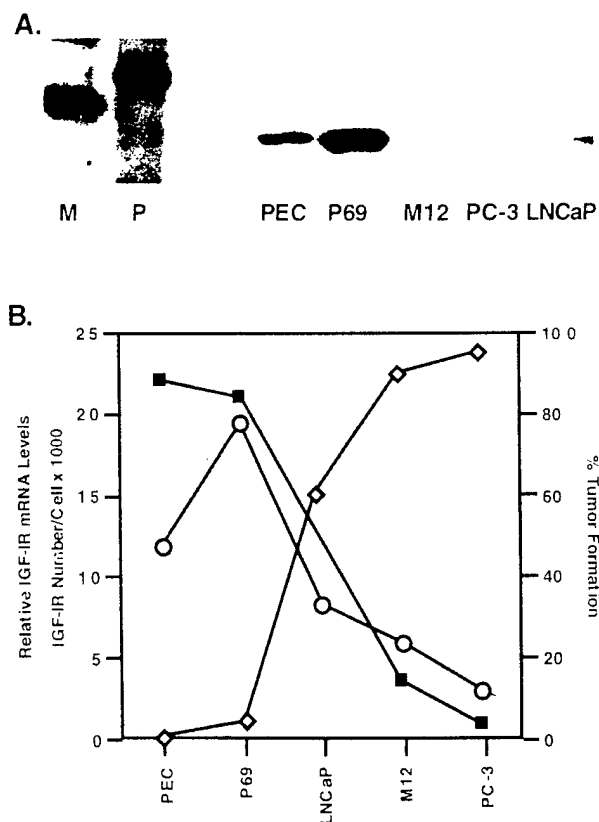 A.
M P PEC P69 M12 PC-3 LNCaP
B.
25 100
20 80
15 60
10 40
5 20
0 0
Relative IGF-IR mRNA Levels
IGF-IR Number/Cell x 1000
% Tumor Formation
PEC P69 LNCaP M12 PC-3